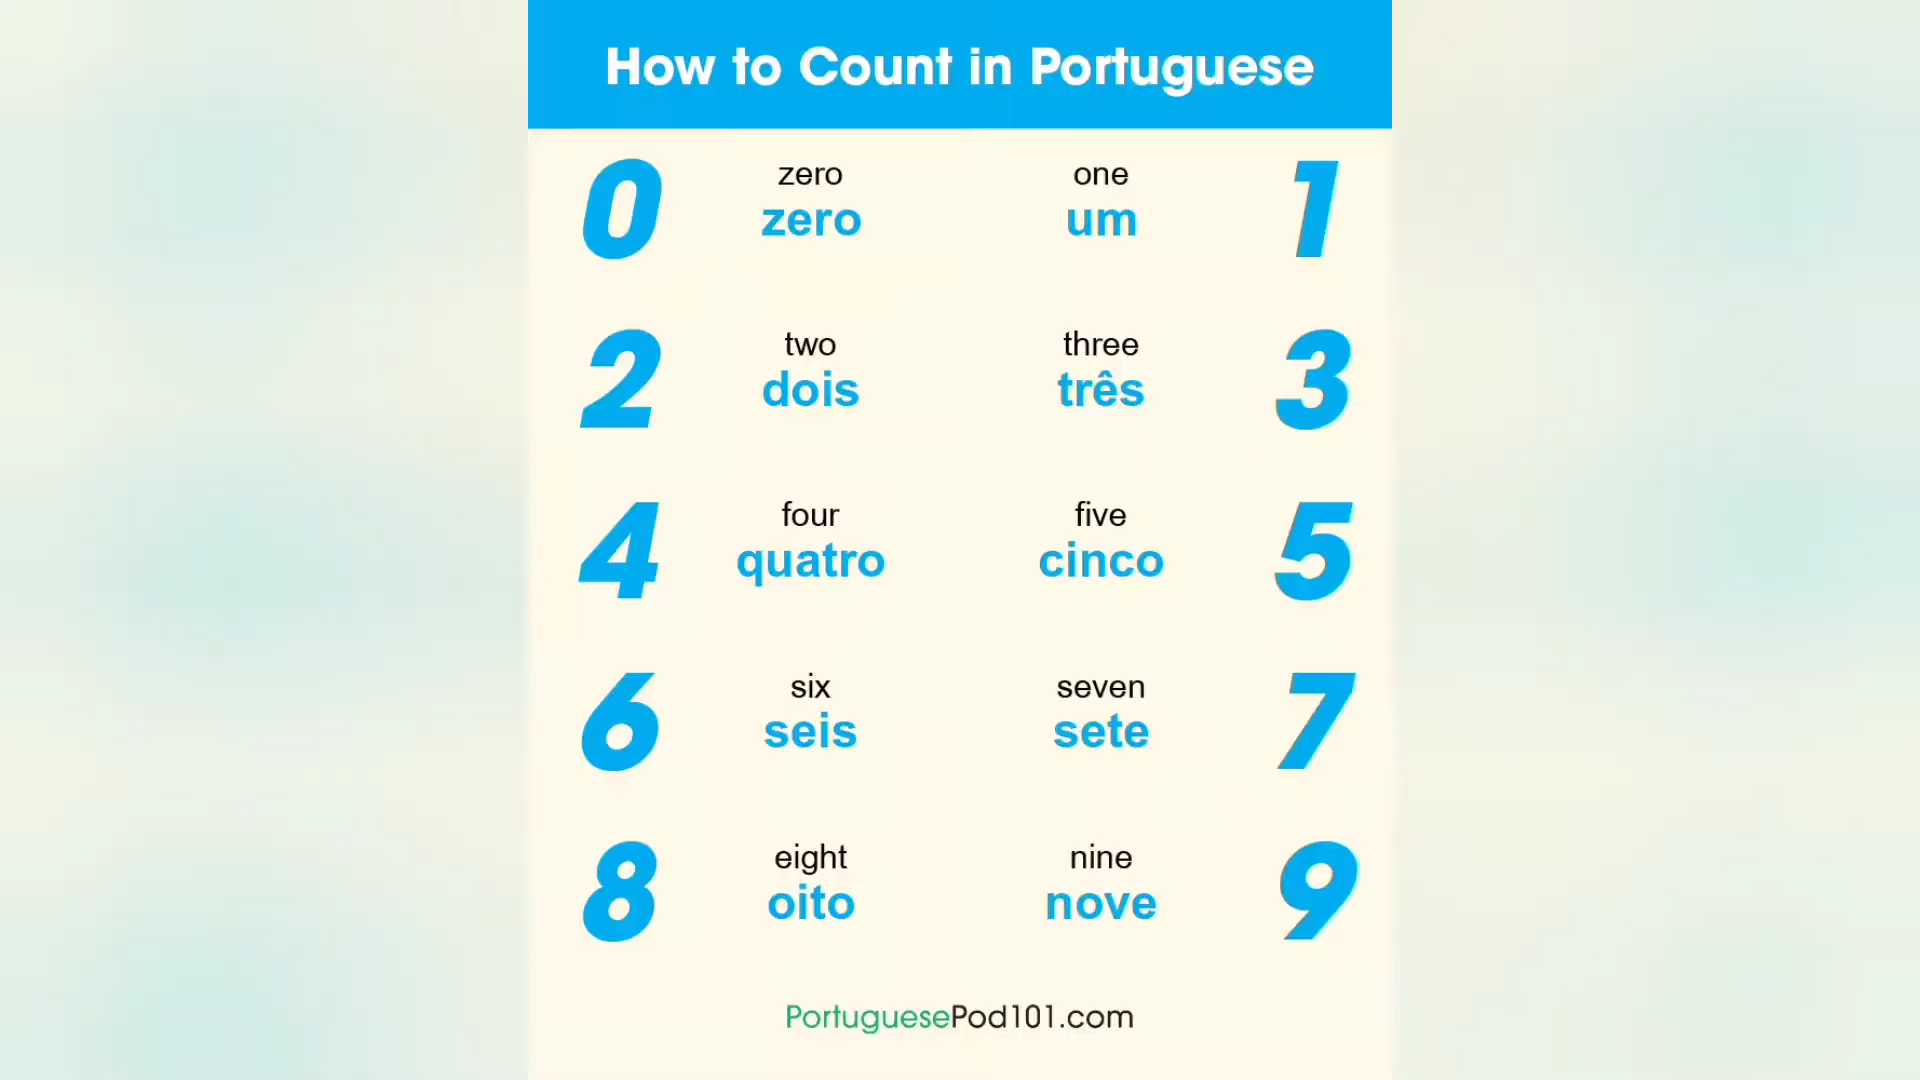 How to Count in Portuguese
0 zero one 1
zero um
2 two three 3
dois três
4 four five 5
quatro cinco
6 six seven 7
seis sete
8 eight nine 9
oito nove
PortuguesePod101.com